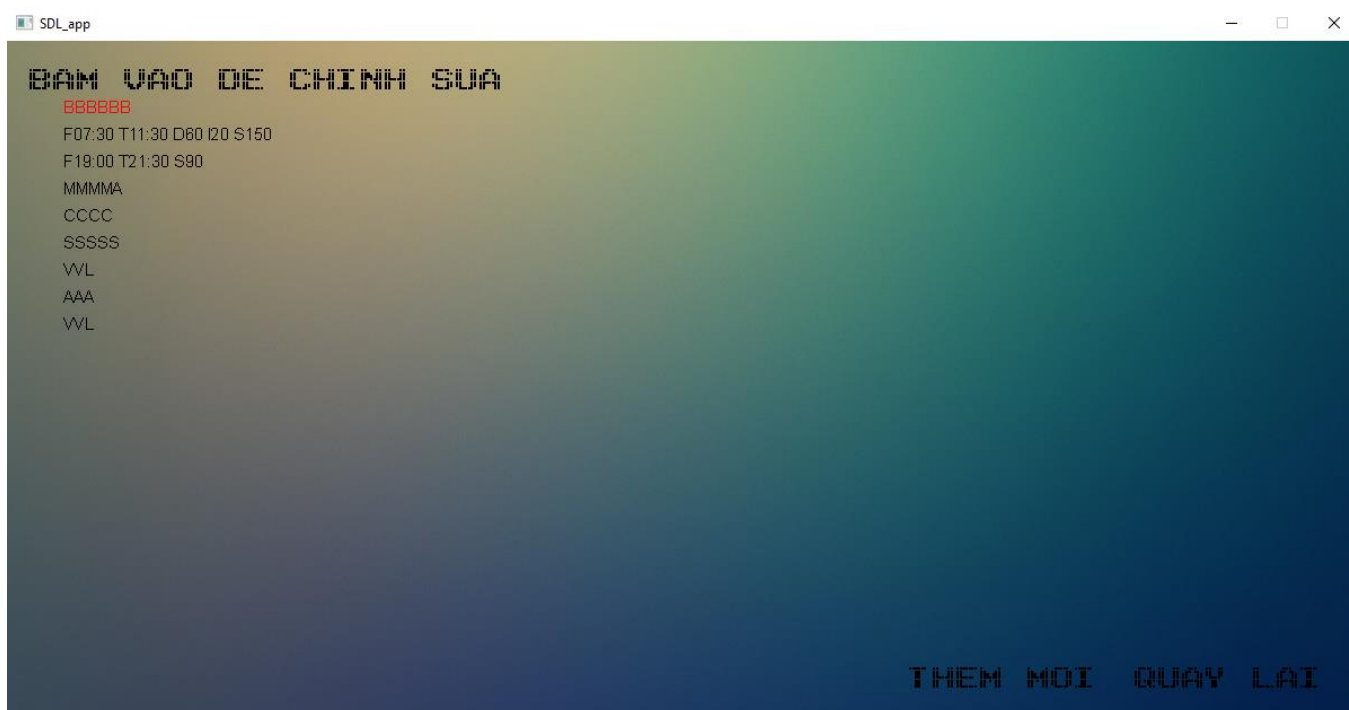 SDL_app
BAM VAO DE CHINH SUA
BBBBBB
F07:30 T11:30 D60 I20 S150
F19:00 T21:30 S90
MMMMA
CCCC
SSSSS
VVL
AAA
VVL
THEM MOI QUAY LAI